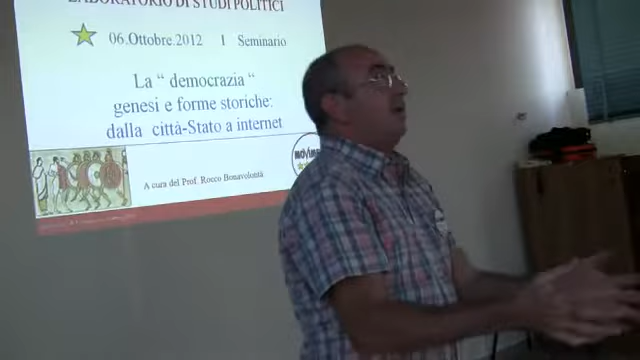 LABORATORIO DI STUDI POLITICI
06.Ottobre.2012 I Seminario
La “ democrazia “
genesi e forme storiche:
dalla città-Stato a internet
A cura del Prof. Rocco Bonavolontà
MOVIME